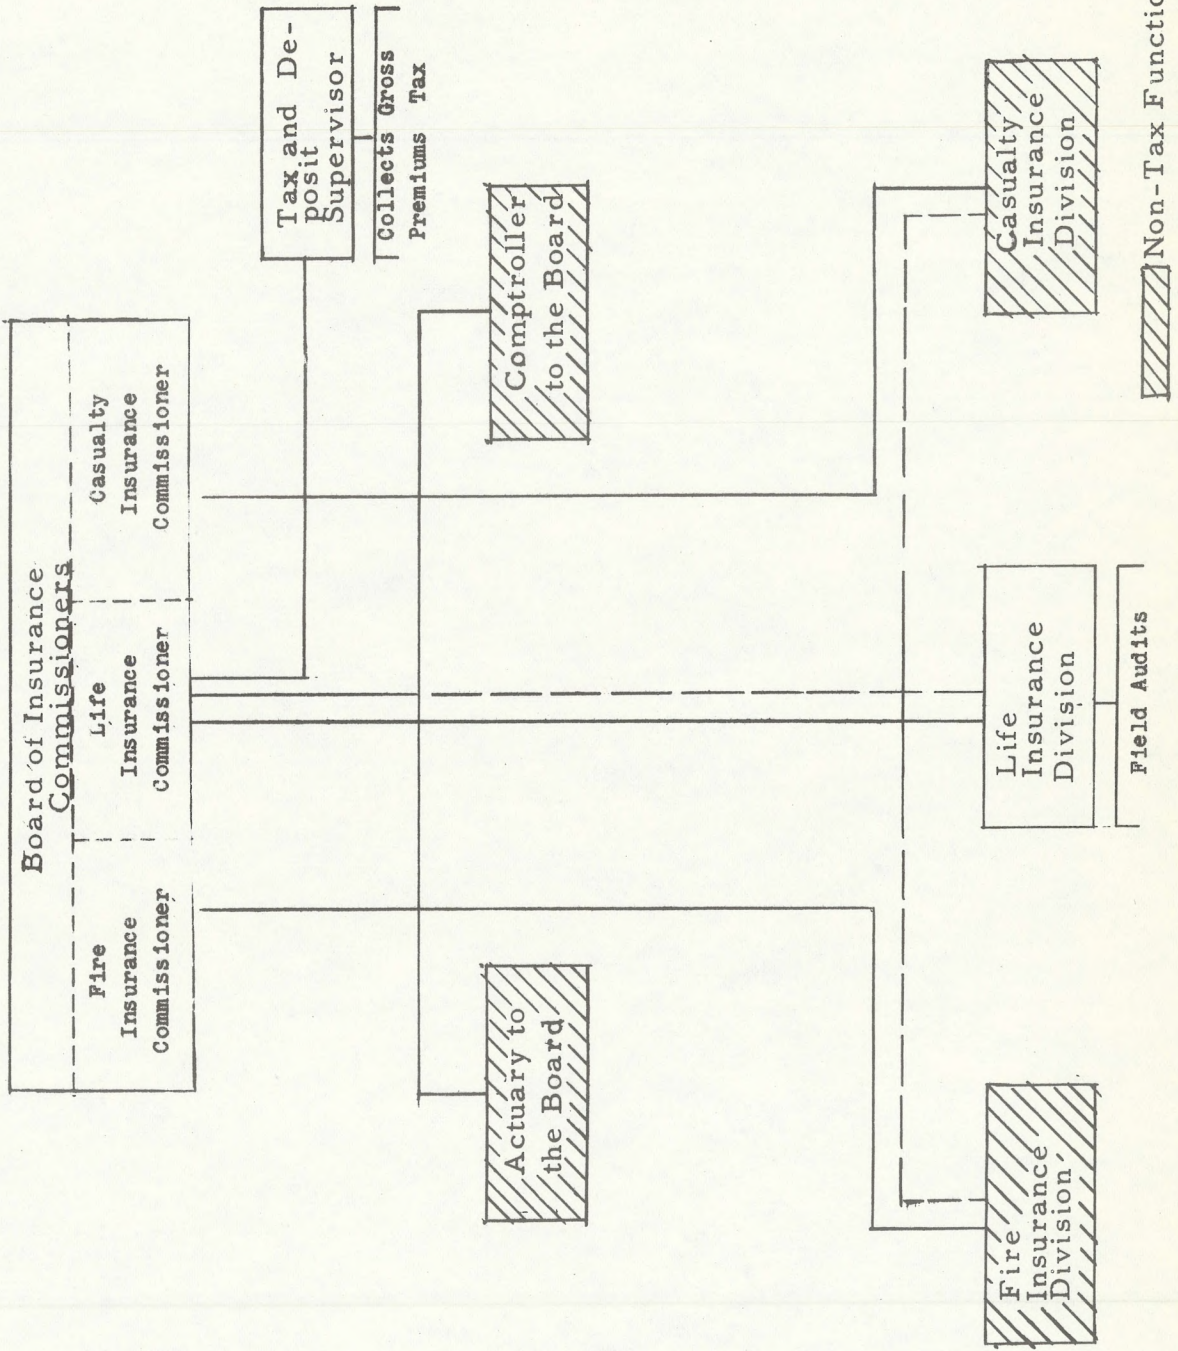 Board of Insurance
Commissioners
Fire
Insurance
Commissioner
Life
Insurance
Commissioner
Casualty
Insurance
Commissioner
Tax and De-
posit
Supervisor
Collects Gross
Premiums Tax
Actuary to
the Board
Comptroller
to the Board
Fire
Insurance
Division
Life
Insurance
Division
Field Audits
Casualty
Insurance
Division
Non-Tax Functio